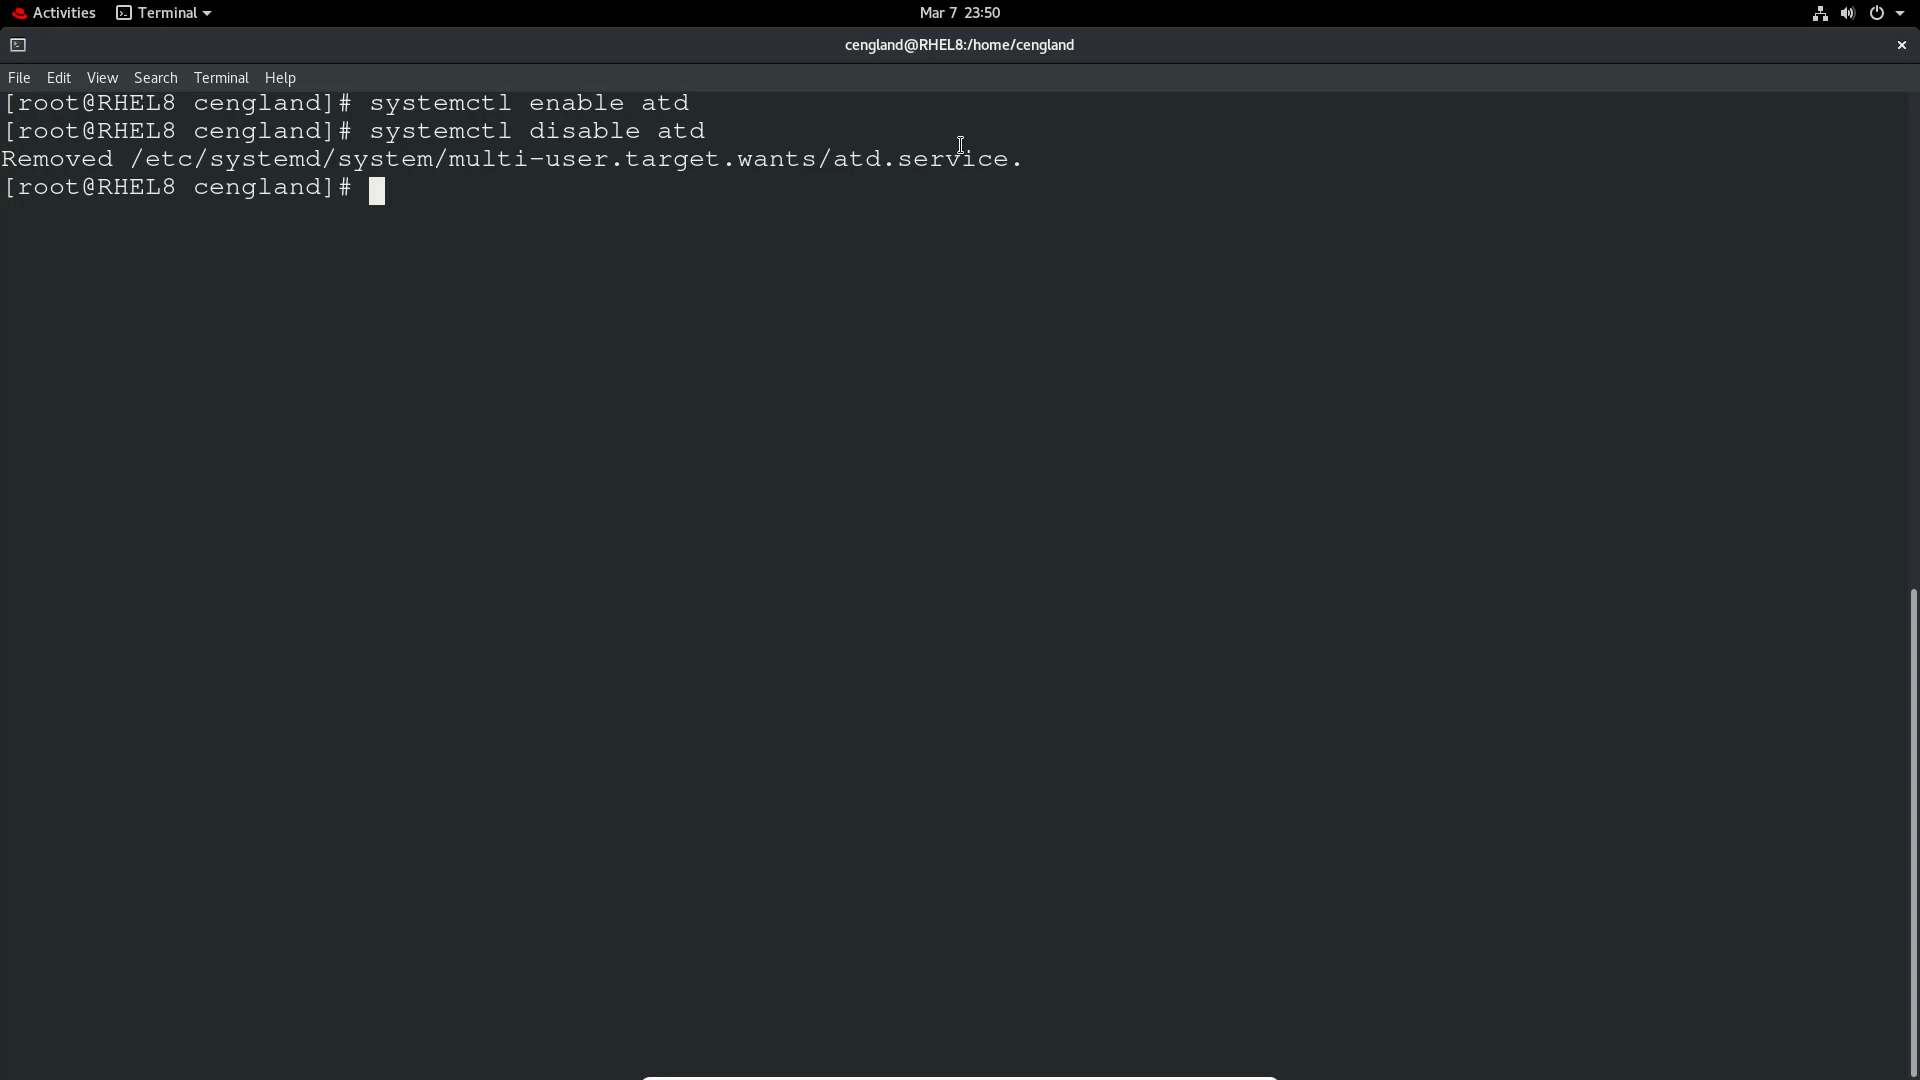 Activities Terminal Mar 7 23:50
cengland@RHEL8:/home/cengland
File Edit View Search Terminal Help
[root@RHEL8 cengland]# systemctl enable atd
[root@RHEL8 cengland]# systemctl disable atd
Removed /etc/systemd/system/multi-user.target.wants/atd.service.
[root@RHEL8 cengland]#